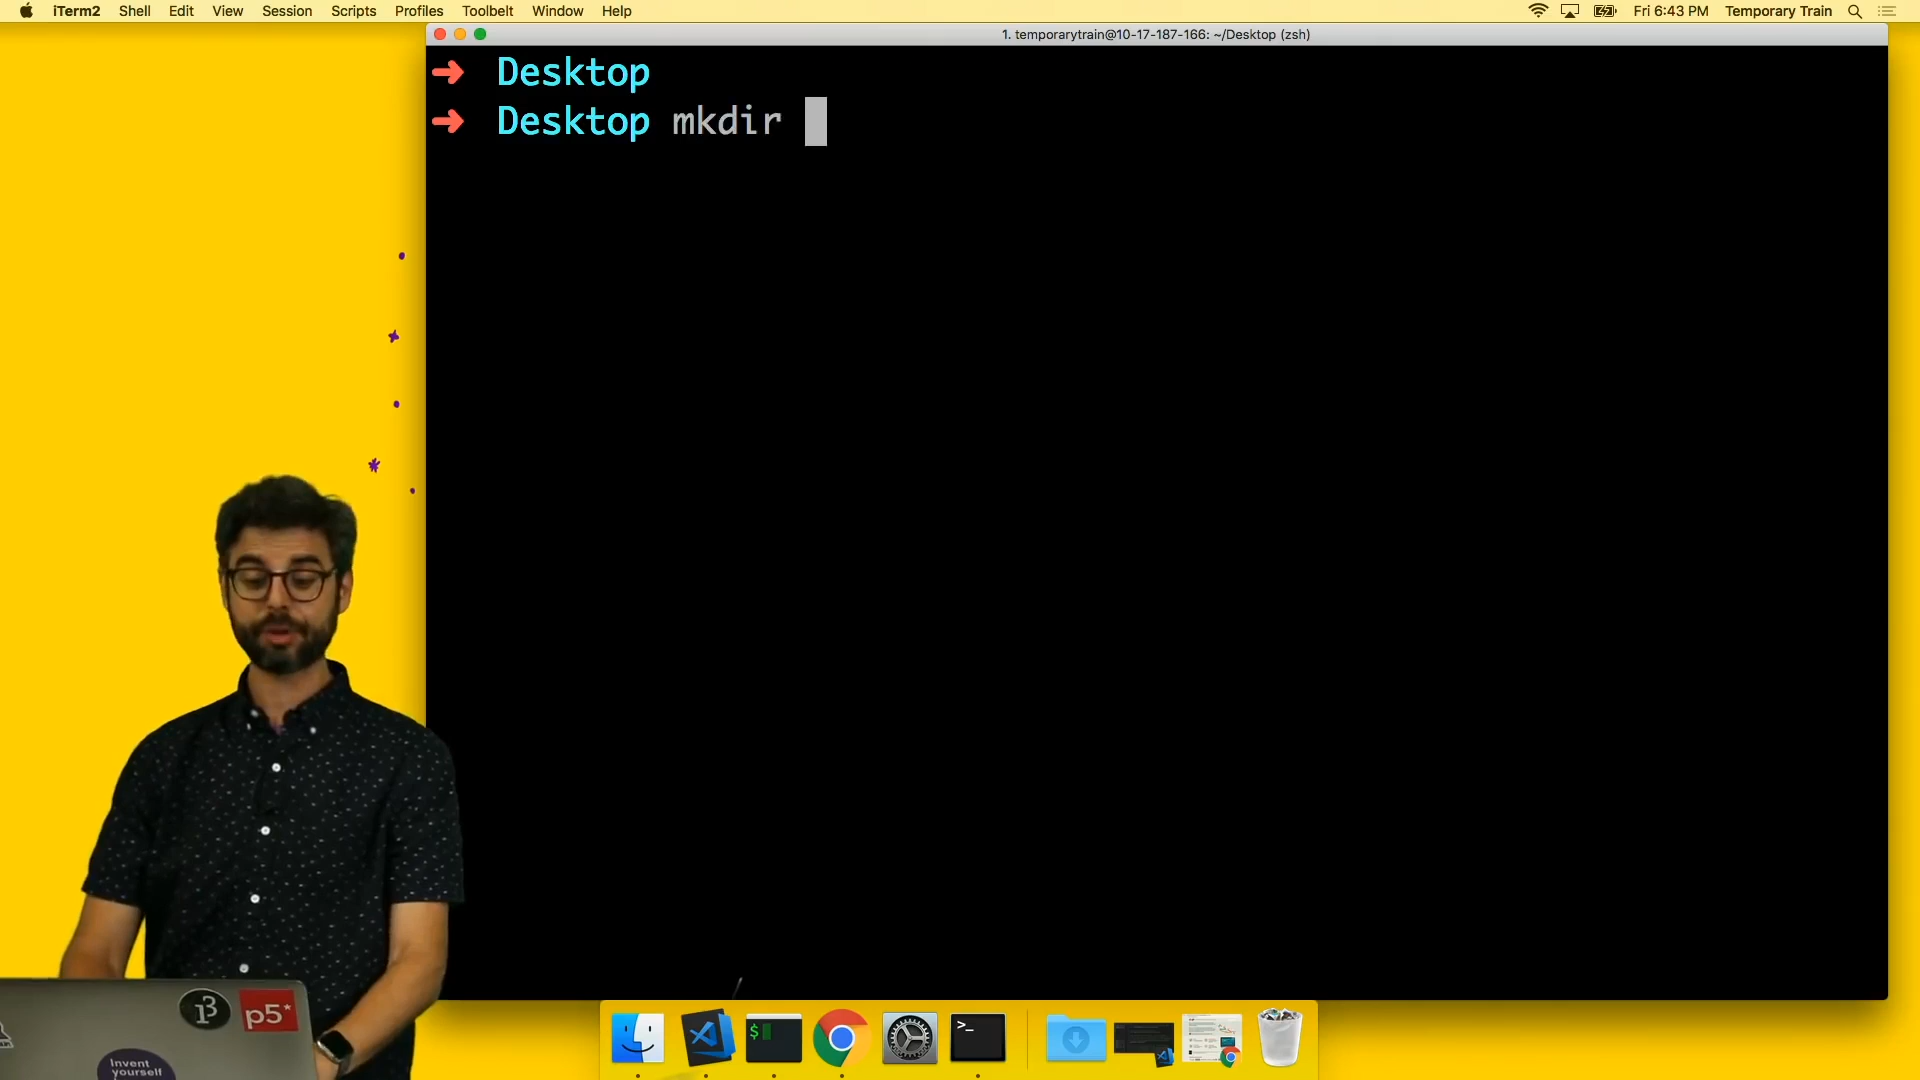 iTerm2 Shell Edit View Session Scripts Profiles Toolbelt Window Help Fri 6:43 PM Temporary Train
1. temporarytrain@10-17-187-166: ~/Desktop (zsh)
➜ Desktop
➜ Desktop mkdir
p5*
Invent
yourself
$
>_